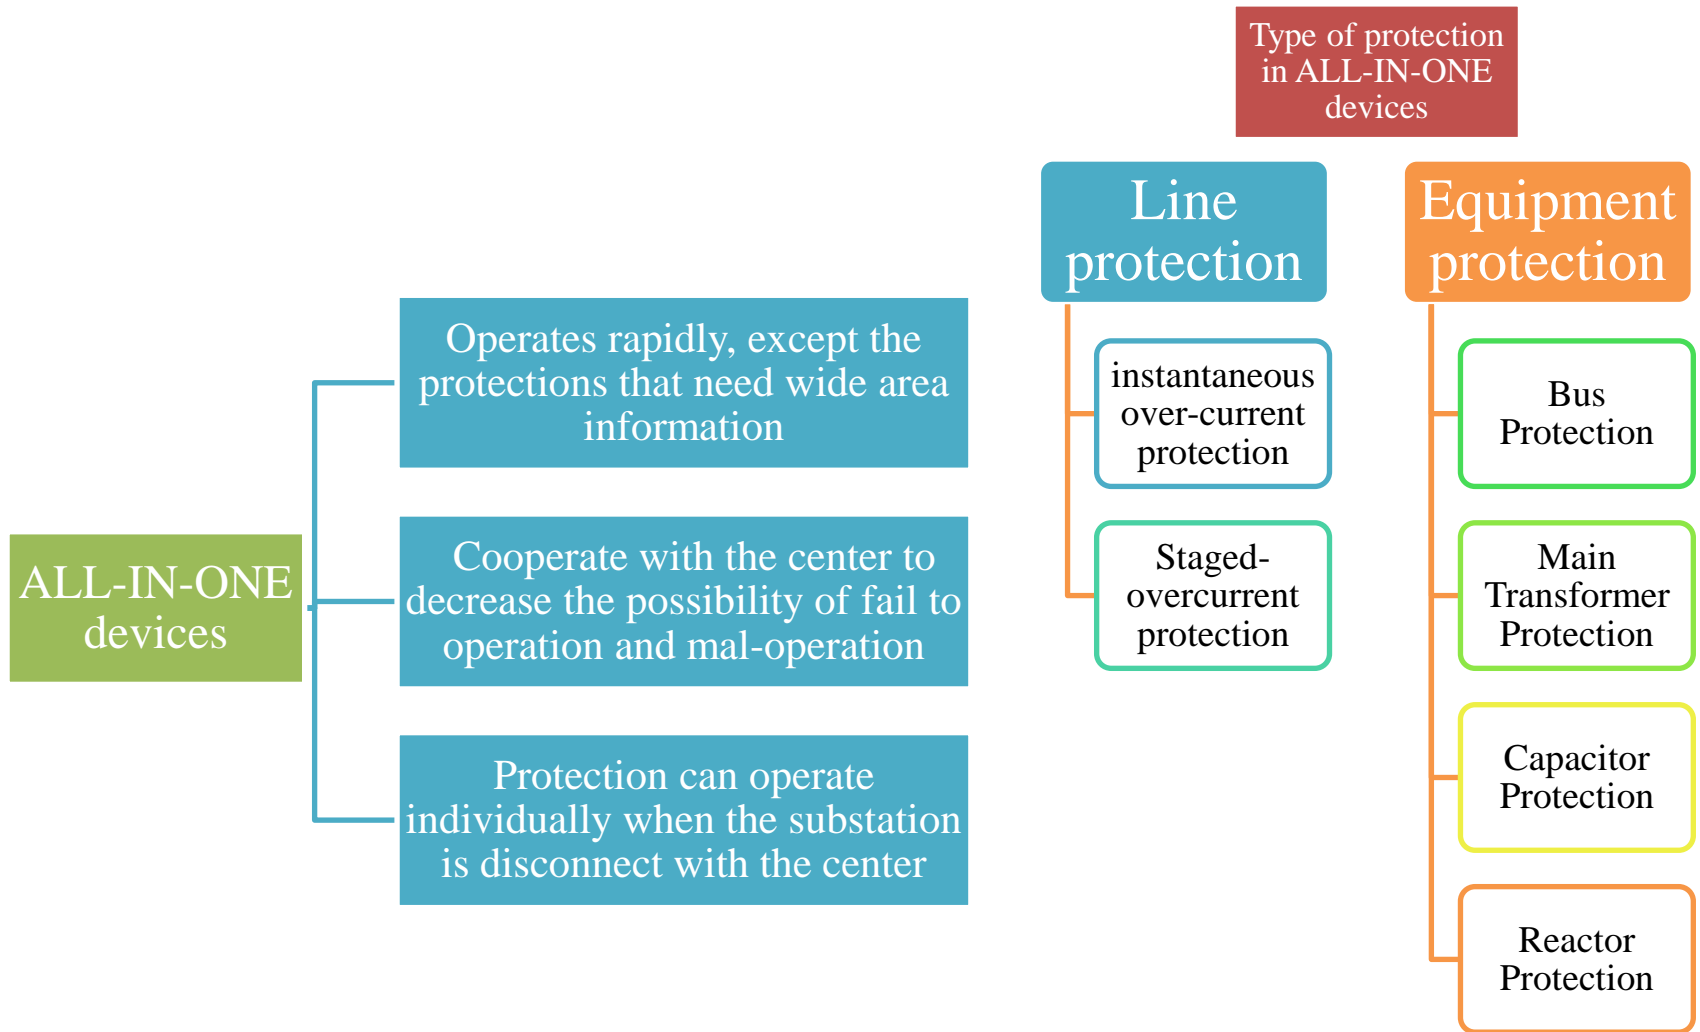 ALL-IN-ONE
devices
Operates rapidly, except the
protections that need wide area
information
Cooperate with the center to
decrease the possibility of fail to
operation and mal-operation
Protection can operate
individually when the substation
is disconnect with the center
Type of protection
in ALL-IN-ONE
devices
Line
protection
instantaneous
over-current
protection
Staged-
overcurrent
protection
Equipment
protection
Bus
Protection
Main
Transformer
Protection
Capacitor
Protection
Reactor
Protection